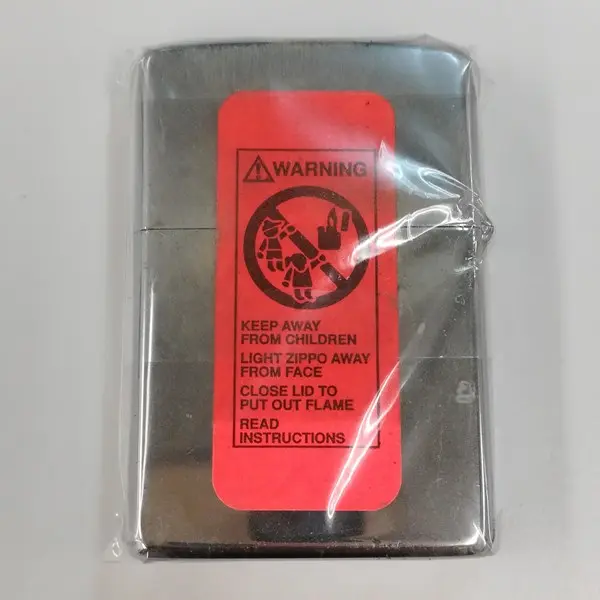 WARNING
KEEP AWAY
FROM CHILDREN
LIGHT ZIPPO AWAY
FROM FACE
CLOSE LID TO
PUT OUT FLAME
READ
INSTRUCTIONS